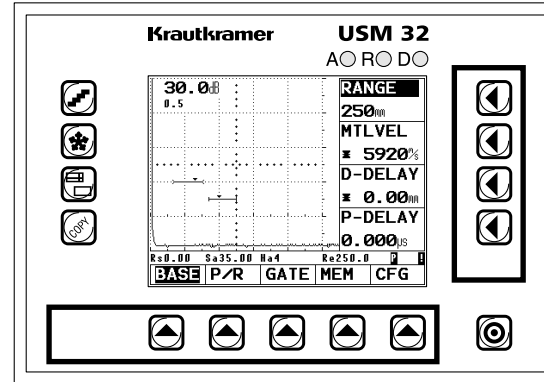 Krautkramer USM 32
A R D
30.0dB
0.5
RANGE
250mm
MTLVEL
5920m/s
D-DELAY
0.00mm
P-DELAY
0.000µs
Rs0.00 Sa35.00 Ha4 Re250.0 P !
BASE P/R GATE MEM CFG
COPY